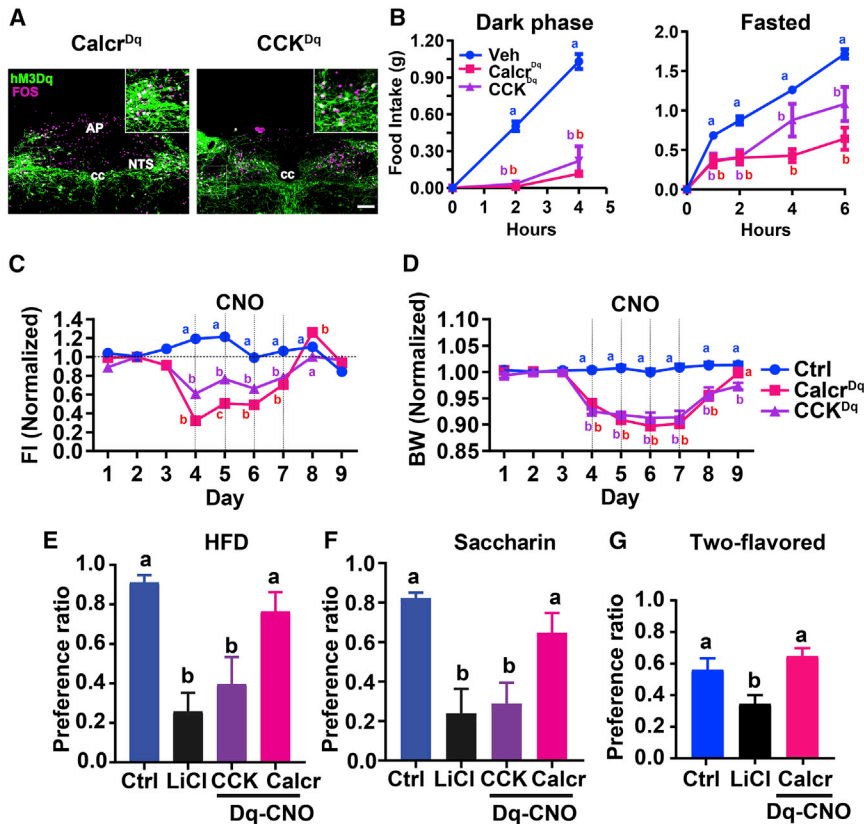 A
Calcr^Dq
CCK^Dq
hM3Dq
FOS
AP
NTS
cc
cc
B
Dark phase
Fasted
Food Intake (g)
1.20
0.90
0.60
0.30
0.00
Veh
Calcr^Dq
CCK^Dq
a
a
b b
b b
0 1 2 3 4 5
Hours
2.0
1.5
1.0
0.5
0.0
a
a
a
a
b
b
b b
b b
b
b
0 2 4 6
Hours
C
CNO
FI (Normalized)
1.4
1.2
1.0
0.8
0.6
0.4
0.2
0.0
a
a
a
a
a
b
b
b
b
b
a
b
c
b
b
1 2 3 4 5 6 7 8 9
Day
D
CNO
BW (Normalized)
1.10
1.05
1.00
0.95
0.90
0.85
a a a a a
a
b b b b b b b b b b b
1 2 3 4 5 6 7 8 9
Day
Ctrl
Calcr^Dq
CCK^Dq
E
HFD
Preference ratio
1.0
0.8
0.6
0.4
0.2
0.0
a
b
b
a
Ctrl LiCl CCK Calcr
Dq-CNO
F
Saccharin
Preference ratio
1.0
0.8
0.6
0.4
0.2
0.0
a
b
b
a
Ctrl LiCl CCK Calcr
Dq-CNO
G
Two-flavored
Preference ratio
1.0
0.8
0.6
0.4
0.2
0.0
a
b
a
Ctrl LiCl Calcr
Dq-CNO